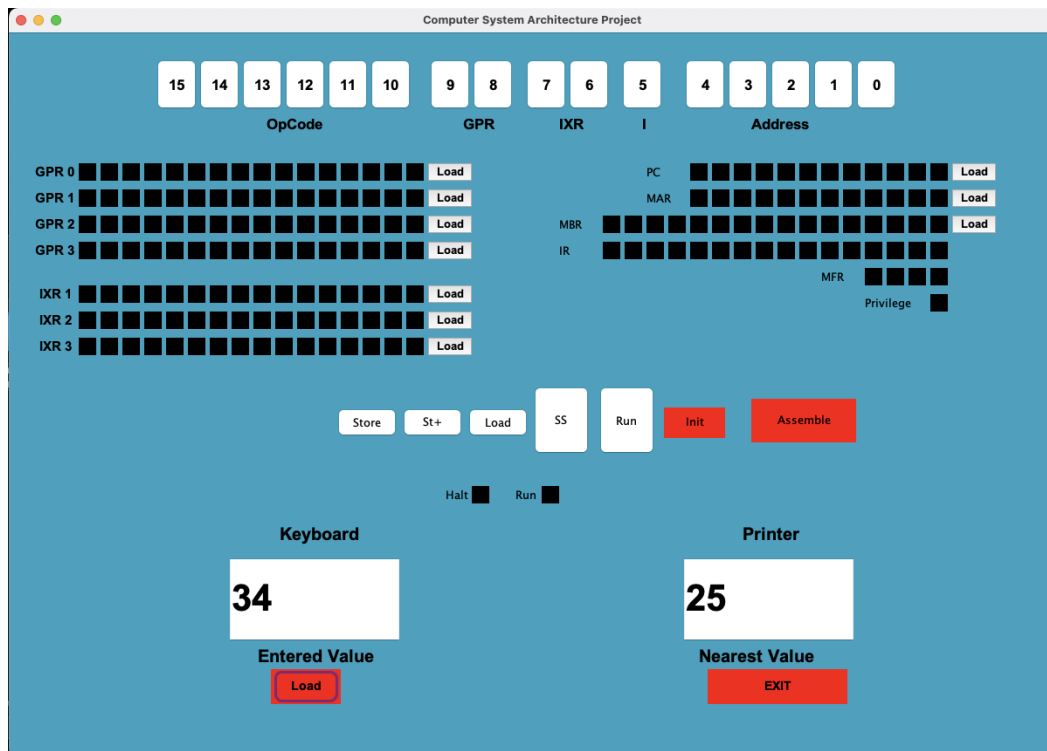 Computer System Architecture Project
15 14 13 12 11 10 9 8 7 6 5 4 3 2 1 0
OpCode GPR IXR I Address
GPR 0 Load PC Load
GPR 1 Load MAR Load
GPR 2 Load MBR Load
GPR 3 Load IR
MFR
IXR 1 Load
Privilege
IXR 2 Load
IXR 3 Load
Store St+ Load SS Run Init Assemble
Halt Run
Keyboard Printer
34 25
Entered Value Nearest Value
Load EXIT